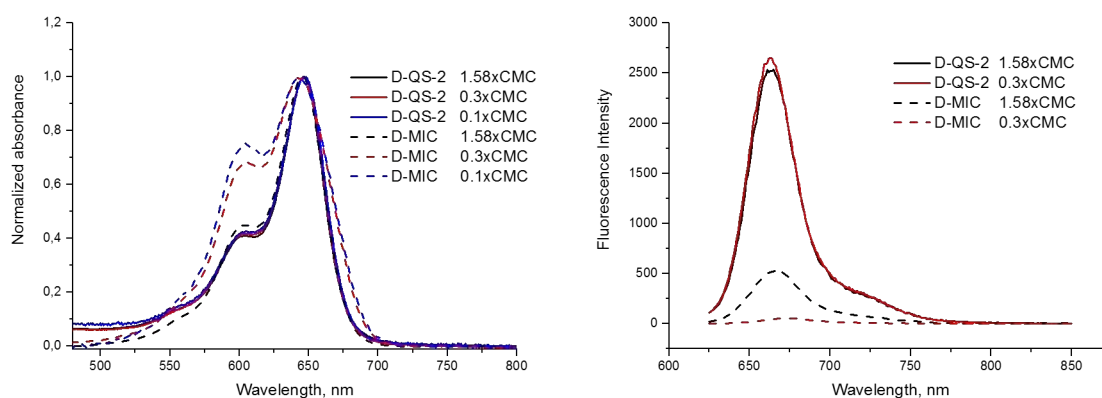 Normalized absorbance
1,2
1,0
0,8
0,6
0,4
0,2
0,0
500 550 600 650 700 750 800
Wavelength, nm
D-QS-2 1.58xCMC
D-QS-2 0.3xCMC
D-QS-2 0.1xCMC
D-MIC 1.58xCMC
D-MIC 0.3xCMC
D-MIC 0.1xCMC
Fluorescence Intensity
3000
2500
2000
1500
1000
500
0
600 650 700 750 800 850
Wavelength, nm
D-QS-2 1.58xCMC
D-QS-2 0.3xCMC
D-MIC 1.58xCMC
D-MIC 0.3xCMC